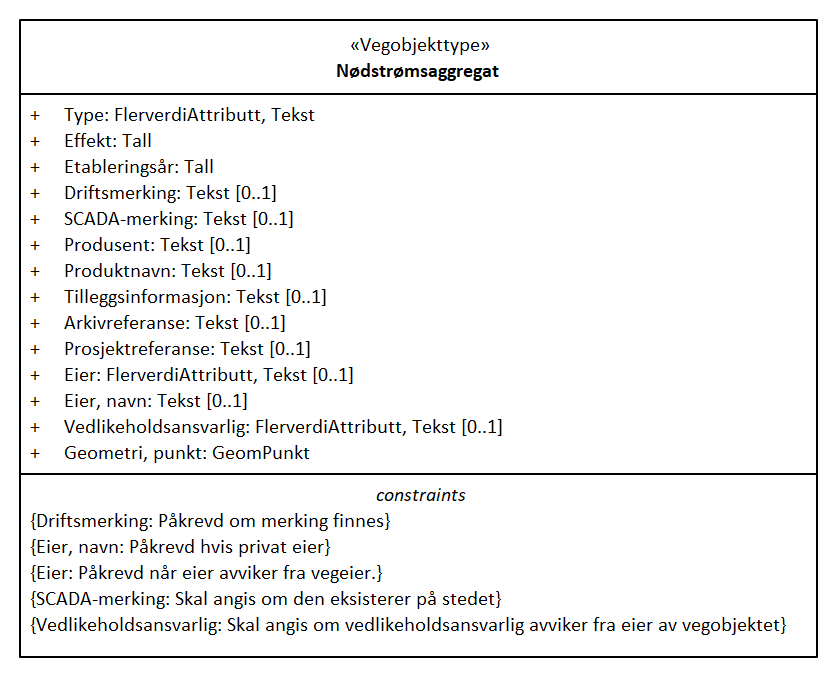 «Vegobjekttype»
Nødstrømsaggregat
+ Type: FlerverdiAttributt, Tekst
+ Effekt: Tall
+ Etableringsår: Tall
+ Driftsmerking: Tekst [0..1]
+ SCADA-merking: Tekst [0..1]
+ Produsent: Tekst [0..1]
+ Produktnavn: Tekst [0..1]
+ Tilleggsinformasjon: Tekst [0..1]
+ Arkivreferanse: Tekst [0..1]
+ Prosjektreferanse: Tekst [0..1]
+ Eier: FlerverdiAttributt, Tekst [0..1]
+ Eier, navn: Tekst [0..1]
+ Vedlikeholdsansvarlig: FlerverdiAttributt, Tekst [0..1]
+ Geometri, punkt: GeomPunkt
constraints
{Driftsmerking: Påkrevd om merking finnes}
{Eier, navn: Påkrevd hvis privat eier}
{Eier: Påkrevd når eier avviker fra vegeier.}
{SCADA-merking: Skal angis om den eksisterer på stedet}
{Vedlikeholdsansvarlig: Skal angis om vedlikeholdsansvarlig avviker fra eier av vegobjektet}